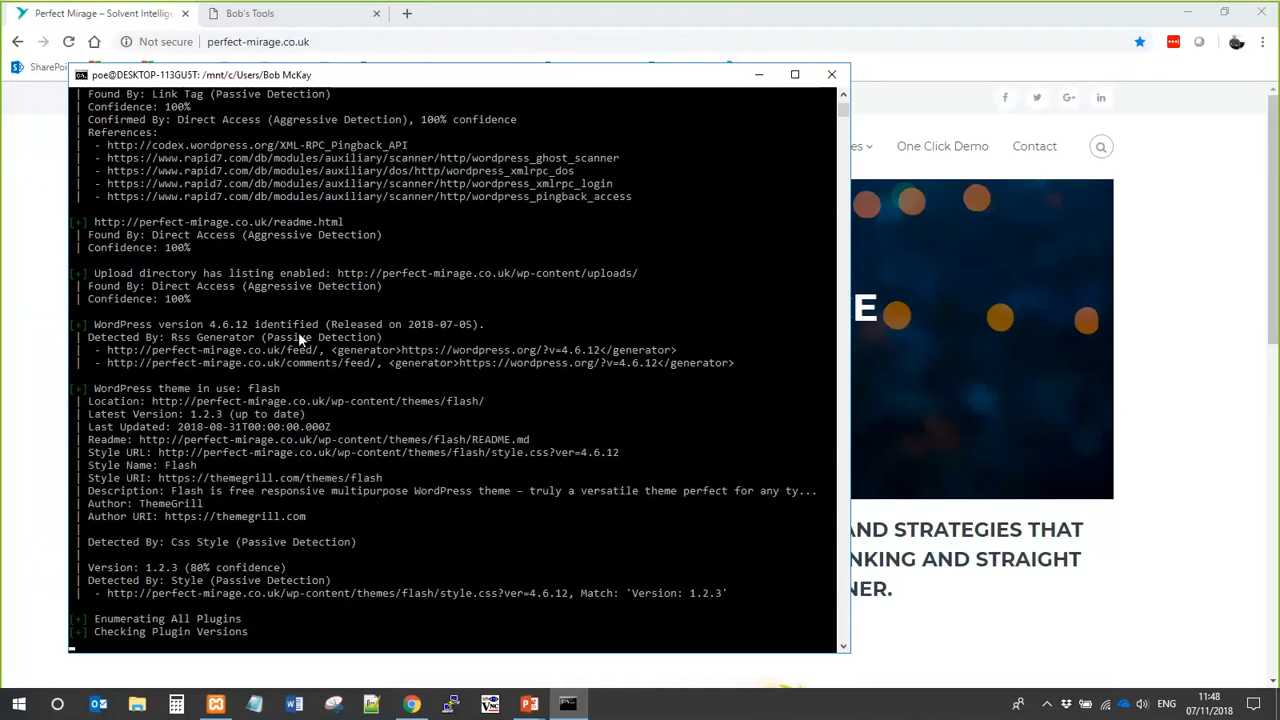 Perfect Mirage – Solvent Intellige
Bob's Tools
Not secure
perfect-mirage.co.uk
SharePoi
poe@DESKTOP-113GU5T: /mnt/c/Users/Bob McKay
| Found By: Link Tag (Passive Detection)
| Confidence: 100%
| Confirmed By: Direct Access (Aggressive Detection), 100% confidence
| References:
|  - http://codex.wordpress.org/XML-RPC_Pingback_API
|  - https://www.rapid7.com/db/modules/auxiliary/scanner/http/wordpress_ghost_scanner
|  - https://www.rapid7.com/db/modules/auxiliary/dos/http/wordpress_xmlrpc_dos
|  - https://www.rapid7.com/db/modules/auxiliary/scanner/http/wordpress_xmlrpc_login
|  - https://www.rapid7.com/db/modules/auxiliary/scanner/http/wordpress_pingback_access
[+] http://perfect-mirage.co.uk/readme.html
| Found By: Direct Access (Aggressive Detection)
| Confidence: 100%
[+] Upload directory has listing enabled: http://perfect-mirage.co.uk/wp-content/uploads/
| Found By: Direct Access (Aggressive Detection)
| Confidence: 100%
[+] WordPress version 4.6.12 identified (Released on 2018-07-05).
| Detected By: Rss Generator (Passive Detection)
|  - http://perfect-mirage.co.uk/feed/, <generator>https://wordpress.org/?v=4.6.12</generator>
|  - http://perfect-mirage.co.uk/comments/feed/, <generator>https://wordpress.org/?v=4.6.12</generator>
[+] WordPress theme in use: flash
| Location: http://perfect-mirage.co.uk/wp-content/themes/flash/
| Latest Version: 1.2.3 (up to date)
| Last Updated: 2018-08-31T00:00:00.000Z
| Readme: http://perfect-mirage.co.uk/wp-content/themes/flash/README.md
| Style URL: http://perfect-mirage.co.uk/wp-content/themes/flash/style.css?ver=4.6.12
| Style Name: Flash
| Style URI: https://themegrill.com/themes/flash
| Description: Flash is free responsive multipurpose WordPress theme – truly a versatile theme perfect for any ty...
| Author: ThemeGrill
| Author URI: https://themegrill.com
|
| Detected By: Css Style (Passive Detection)
|
| Version: 1.2.3 (80% confidence)
| Detected By: Style (Passive Detection)
|  - http://perfect-mirage.co.uk/wp-content/themes/flash/style.css?ver=4.6.12, Match: 'Version: 1.2.3'
[+] Enumerating All Plugins
[+] Checking Plugin Versions
es
One Click Demo
Contact
E
AND STRATEGIES THAT
NKING AND STRAIGHT
NER.
ENG
11:48
07/11/2018